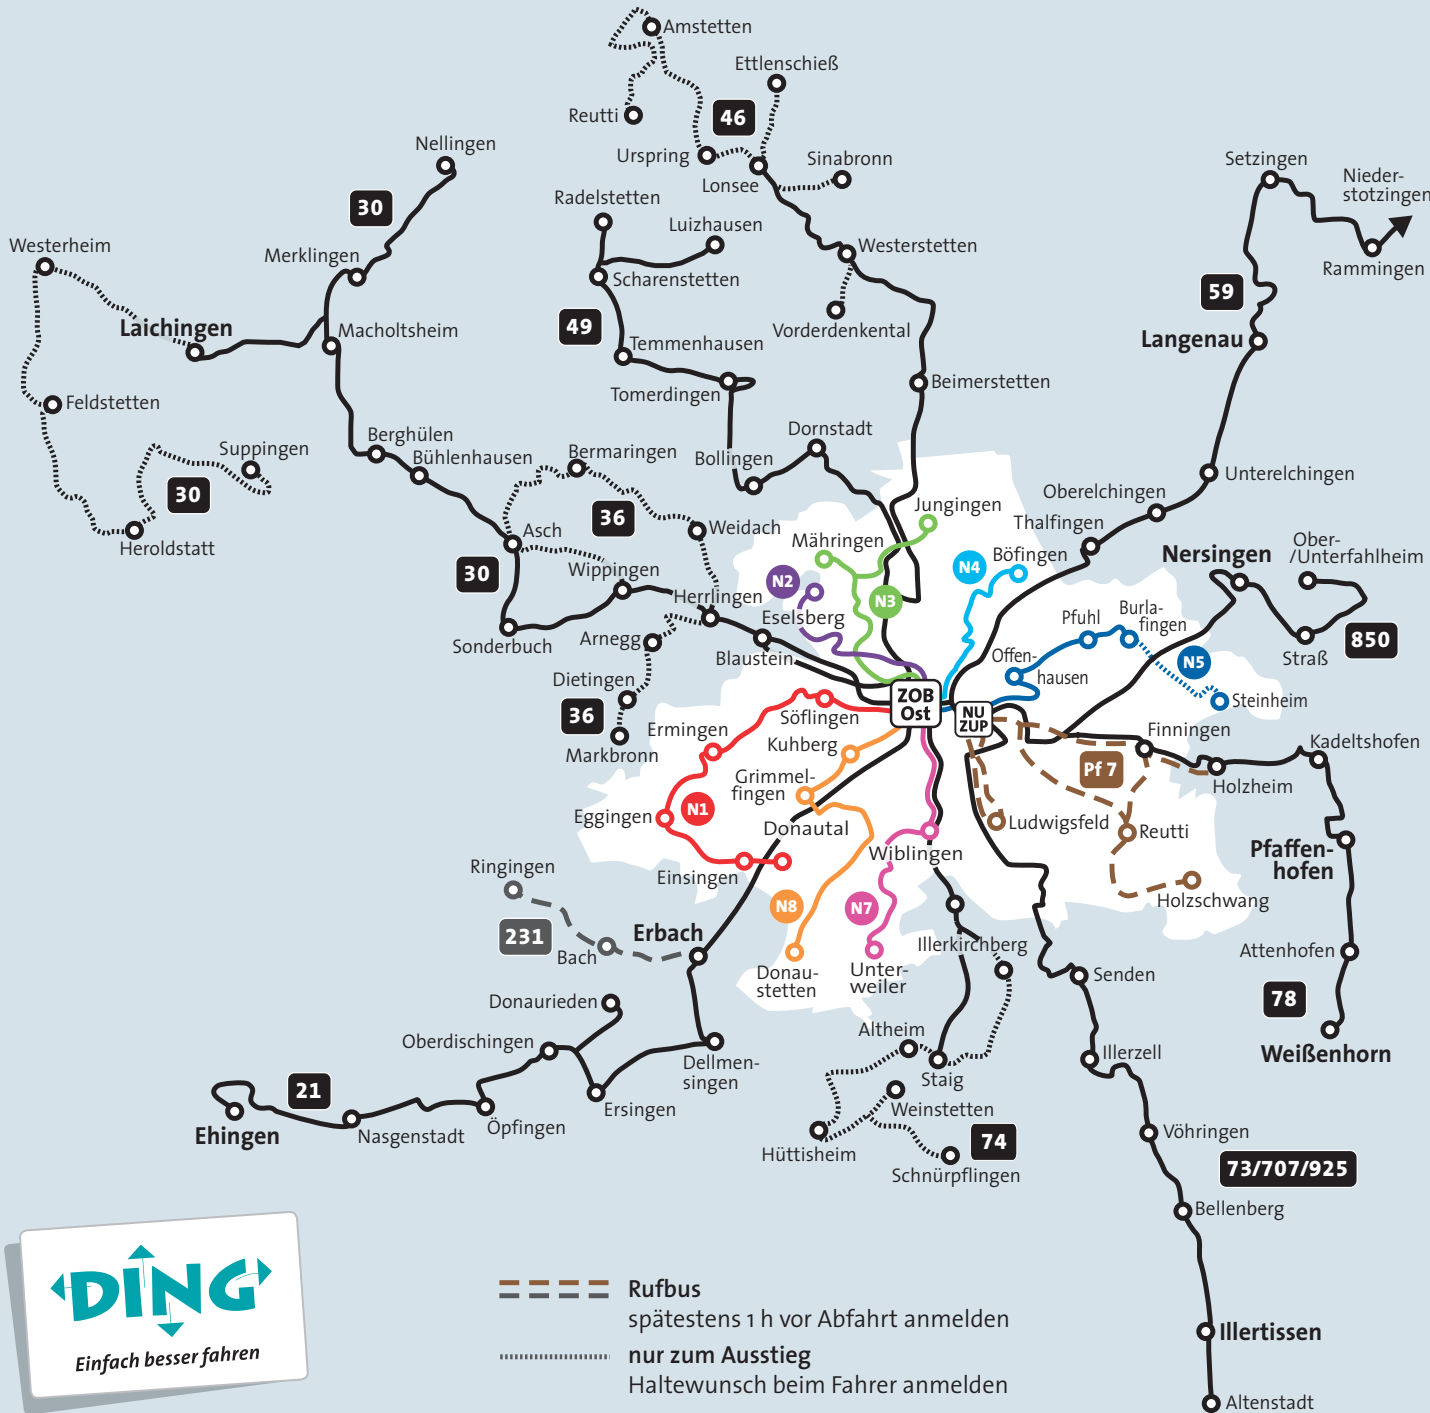 Amstetten
Ettlenschieß
Reutti
46
Urspring
Sinabronn
Lonsee
Nellingen
30
Radelstetten
Luizhausen
Setzingen
Nieder-
stotzingen
Westerheim
Merklingen
Scharenstetten
Westerstetten
Rammingen
59
Laichingen
Macholtsheim
49
Temmenhausen
Vorderdenkental
Langenau
Feldstetten
Tomerdingen
Beimerstetten
Berghülen
Bühlenhausen
Suppingen
Bermaringen
Dornstadt
Bollingen
Unterelchingen
30
36
Oberelchingen
Jungingen
Thalfingen
Heroldstatt
Asch
Weidach
Mähringen
Böfingen
Nersingen
Ober-
/Unterfahlheim
30
Wippingen
N2
N4
N3
Herrlingen
Eselsberg
Pfuhl
Burla-
fingen
Sonderbuch
Arnegg
Blaustein
Offen-
hausen
N5
Straß
850
Dietingen
Steinheim
ZOB
Ost
NU
ZUP
36
Söflingen
Ermingen
Markbronn
Kuhberg
Finningen
Kadeltshofen
Grimmel-
fingen
Pf 7
Holzheim
Eggingen
N1
Donautal
Ludwigsfeld
Reutti
Wiblingen
Pfaffen-
hofen
Einsingen
Ringingen
Holzschwang
N8
N7
231
Bach
Erbach
Illerkirchberg
Attenhofen
Donau-
stetten
Unter-
weiler
Senden
Donaurieden
78
Oberdischingen
Altheim
Illerzell
Weißenhorn
Dellmen-
singen
Staig
21
Ersingen
Weinstetten
Ehingen
Nasgenstadt
Öpfingen
Hüttisheim
74
Schnürpflingen
Vöhringen
73/707/925
Bellenberg
DING
Einfach besser fahren
Rufbus
spätestens 1 h vor Abfahrt anmelden
nur zum Ausstieg
Haltewunsch beim Fahrer anmelden
Illertissen
Altenstadt